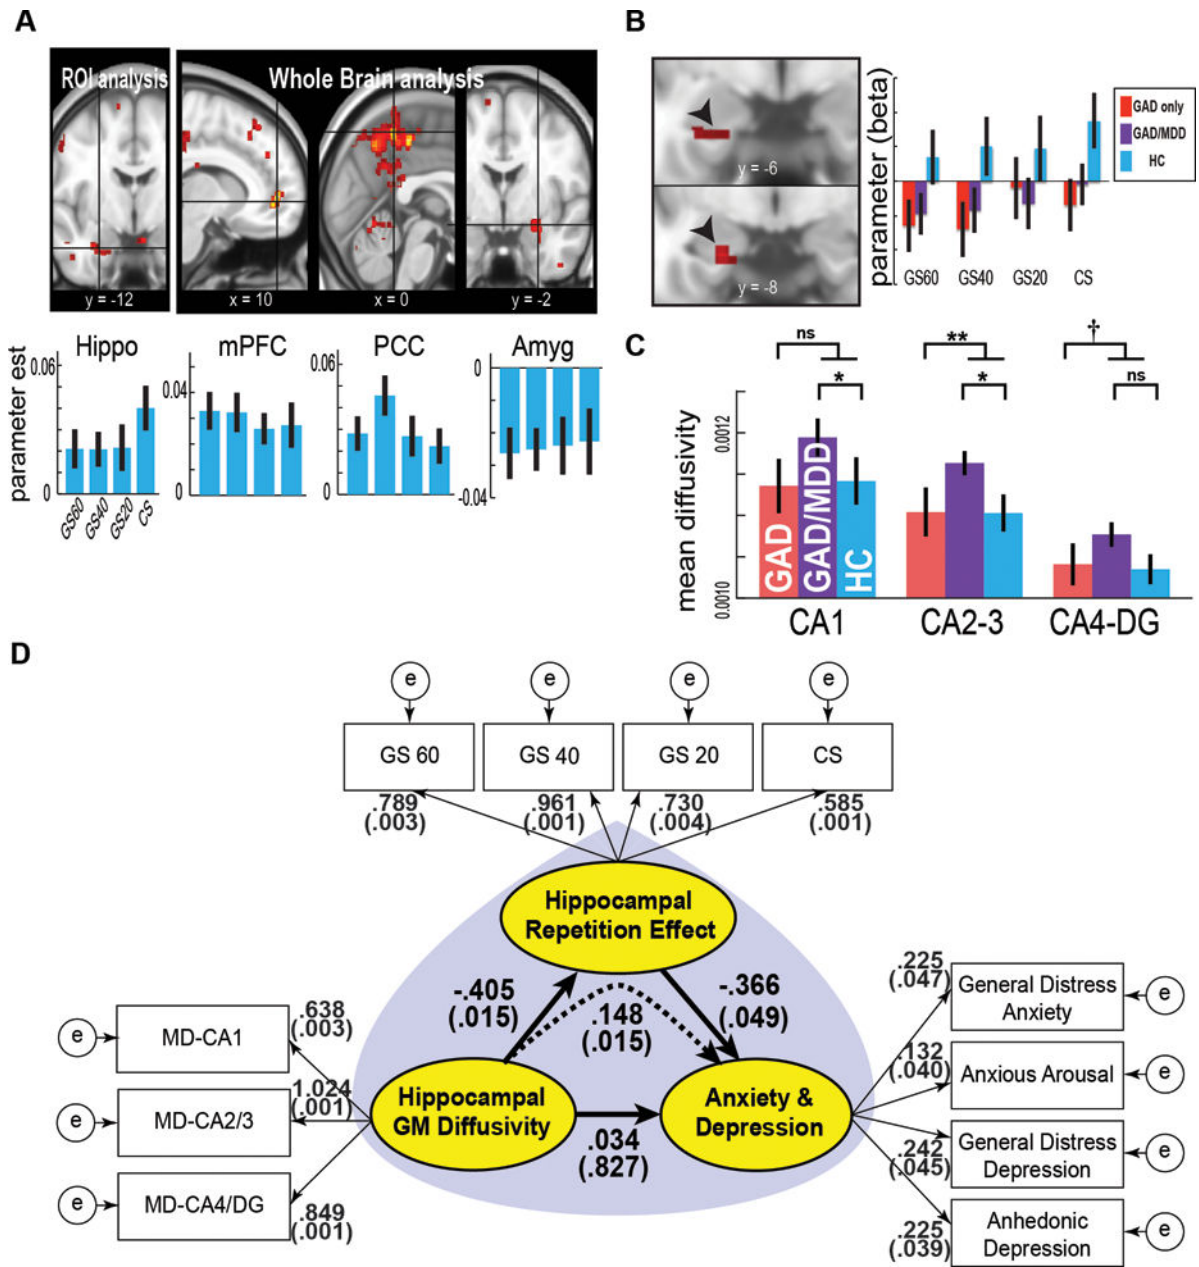 A
ROI analysis
Whole Brain analysis
y = -12
x = 10
x = 0
y = -2
parameter est
Hippo
0.06
0
GS60
GS40
GS20
CS
mPFC
0.04
0
PCC
0.06
0
Amyg
0
-0.04
B
y = -6
y = -8
parameter (beta)
GS60
GS40
GS20
CS
GAD only
GAD/MDD
HC
C
ns
*
**
*
†
ns
mean diffusivity
0.0012
0.0010
GAD
GAD/MDD
HC
CA1
CA2-3
CA4-DG
D
e
e
e
e
GS 60
GS 40
GS 20
CS
.789
(.003)
.961
(.001)
.730
(.004)
.585
(.001)
Hippocampal
Repetition Effect
-.405
(.015)
.148
(.015)
-.366
(.049)
Hippocampal
GM Diffusivity
.034
(.827)
Anxiety &
Depression
e
MD-CA1
.638
(.003)
e
MD-CA2/3
1.024
(.001)
e
MD-CA4/DG
.849
(.001)
.225
(.047)
General Distress
Anxiety
e
.132
(.040)
Anxious Arousal
e
.242
(.045)
General Distress
Depression
e
.225
(.039)
Anhedonic
Depression
e